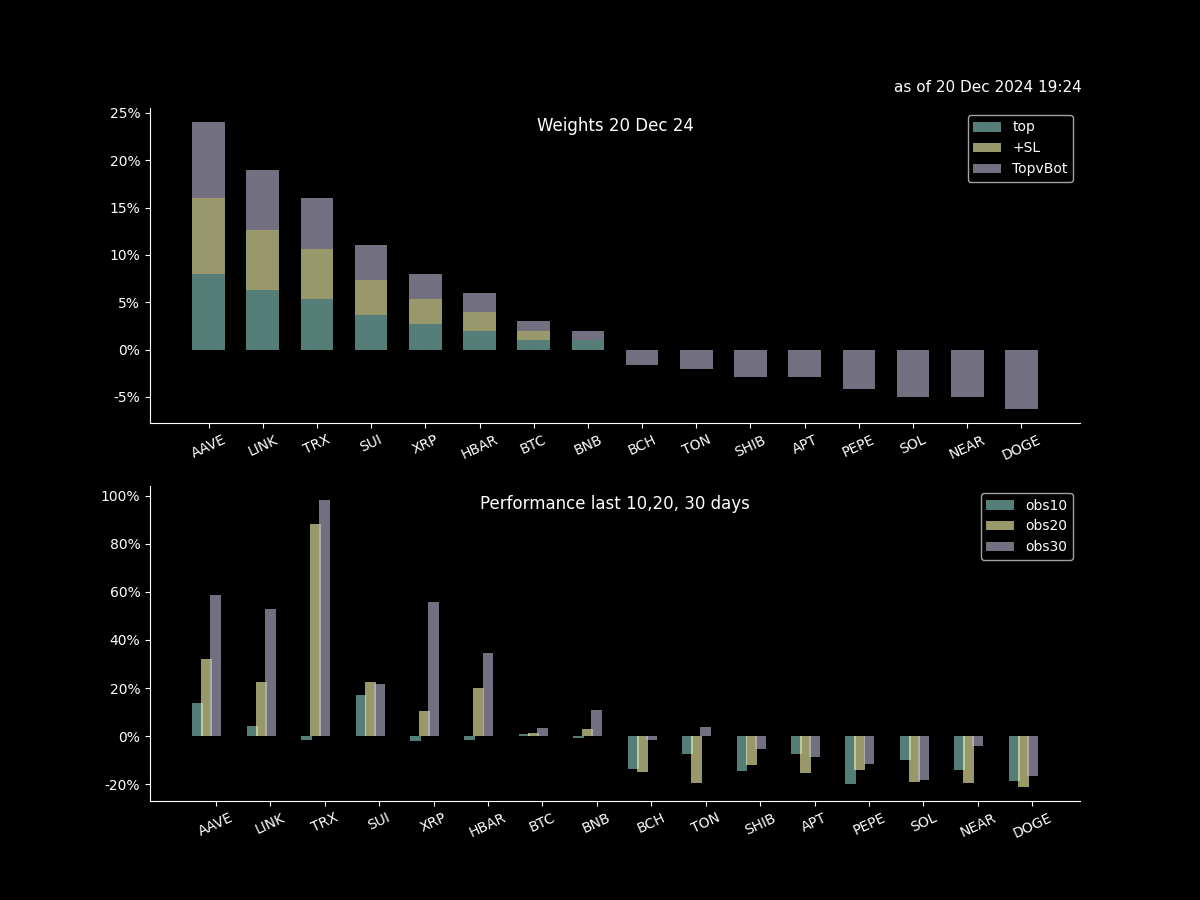 as of 20 Dec 2024 19:24
Weights 20 Dec 24
top
+SL
TopvBot
25%
20%
15%
10%
5%
0%
-5%
AAVE LINK TRX SUI XRP HBAR BTC BNB BCH TON SHIB APT PEPE SOL NEAR DOGE
Performance last 10,20, 30 days
obs10
obs20
obs30
100%
80%
60%
40%
20%
0%
-20%
AAVE LINK TRX SUI XRP HBAR BTC BNB BCH TON SHIB APT PEPE SOL NEAR DOGE